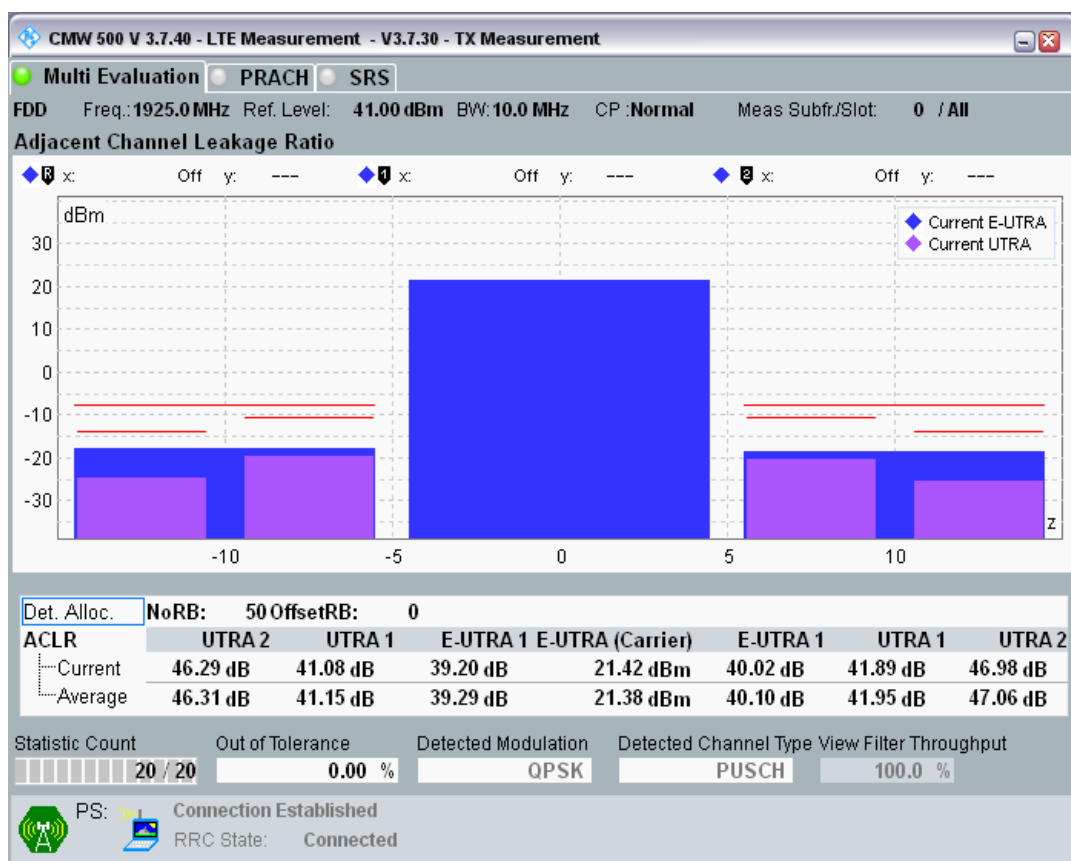 CMW 500 V 3.7.40 - LTE Measurement - V3.7.30 - TX Measurement
Multi Evaluation PRACH SRS
FDD Freq.: 1925.0 MHz Ref. Level: 41.00 dBm BW: 10.0 MHz CP :Normal Meas Subfr./Slot: 0 / All
Adjacent Channel Leakage Ratio
R x: Off y: --- 1 x: Off y: --- 2 x: Off y: ---
dBm
Current E-UTRA
Current UTRA
30
20
10
0
-10
-20
-30
z
-10 -5 0 5 10
Det. Alloc. NoRB: 50 OffsetRB: 0
ACLR UTRA 2 UTRA 1 E-UTRA 1 E-UTRA (Carrier) E-UTRA 1 UTRA 1 UTRA 2
Current 46.29 dB 41.08 dB 39.20 dB 21.42 dBm 40.02 dB 41.89 dB 46.98 dB
Average 46.31 dB 41.15 dB 39.29 dB 21.38 dBm 40.10 dB 41.95 dB 47.06 dB
Statistic Count Out of Tolerance Detected Modulation Detected Channel Type View Filter Throughput
20 / 20 0.00 % QPSK PUSCH 100.0 %
PS: Connection Established
RRC State: Connected